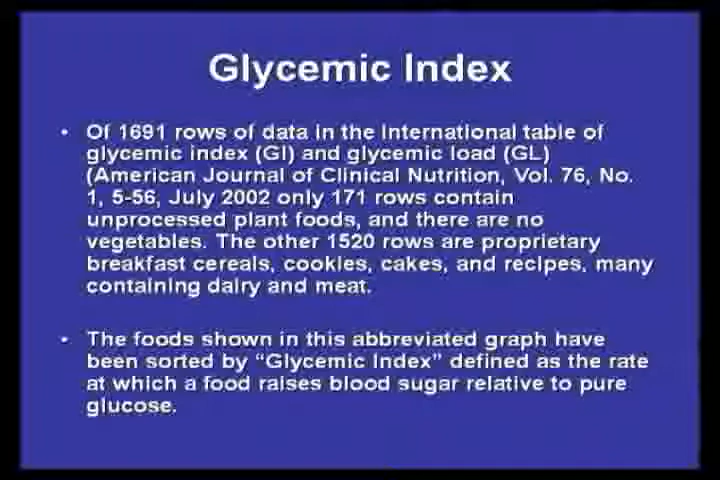 Glycemic Index
• Of 1691 rows of data in the International table of
glycemic index (GI) and glycemic load (GL)
(American Journal of Clinical Nutrition, Vol. 76, No.
1, 5-56, July 2002 only 171 rows contain
unprocessed plant foods, and there are no
vegetables. The other 1520 rows are proprietary
breakfast cereals, cookies, cakes, and recipes, many
containing dairy and meat.
• The foods shown in this abbreviated graph have
been sorted by “Glycemic Index” defined as the rate
at which a food raises blood sugar relative to pure
glucose.